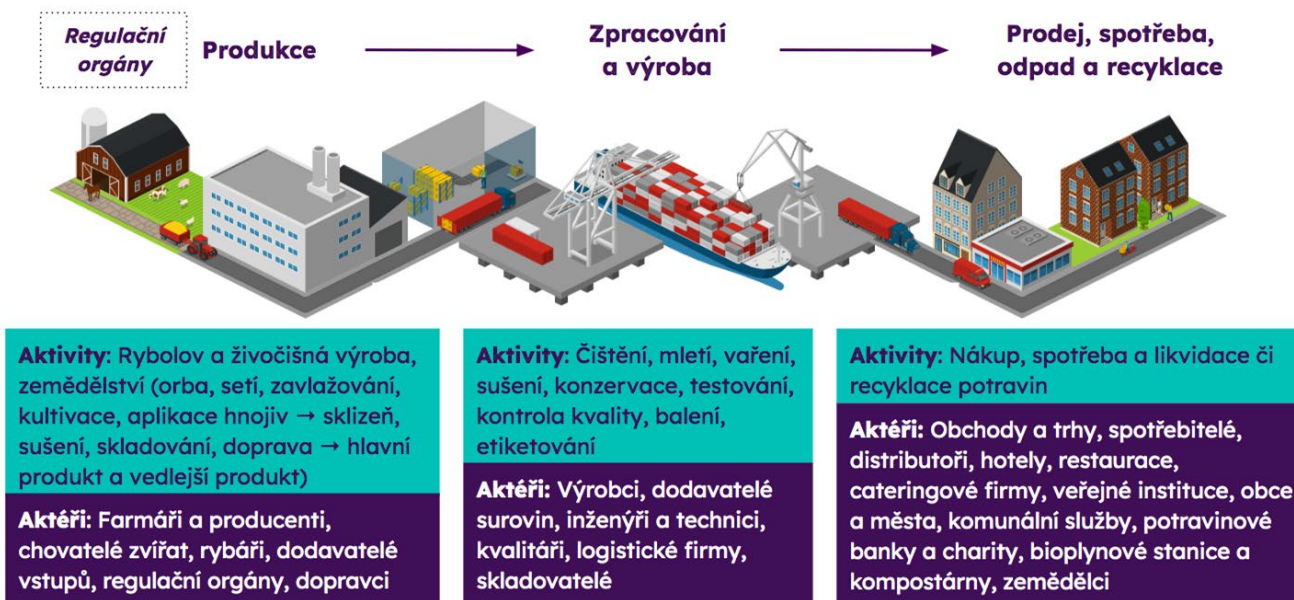 Regulační
orgány
Produkce
Zpracování
a výroba
Prodej, spotřeba,
odpad a recyklace
Aktivity: Rybolov a živočišná výroba,
zemědělství (orba, setí, zavlažování,
kultivace, aplikace hnojiv → sklizeň,
sušení, skladování, doprava → hlavní
produkt a vedlejší produkt)
Aktéři: Farmáři a producenti,
chovatelé zvířat, rybáři, dodavatelé
vstupů, regulační orgány, dopravci
Aktivity: Čištění, mletí, vaření,
sušení, konzervace, testování,
kontrola kvality, balení,
etiketování
Aktéři: Výrobci, dodavatelé
surovin, inženýři a technici,
kvalitáři, logistické firmy,
skladovatelé
Aktivity: Nákup, spotřeba a likvidace či
recyklace potravin
Aktéři: Obchody a trhy, spotřebitelé,
distributoři, hotely, restaurace,
cateringové firmy, veřejné instituce, obce
a města, komunální služby, potravinové
banky a charity, bioplynové stanice a
kompostárny, zemědělci